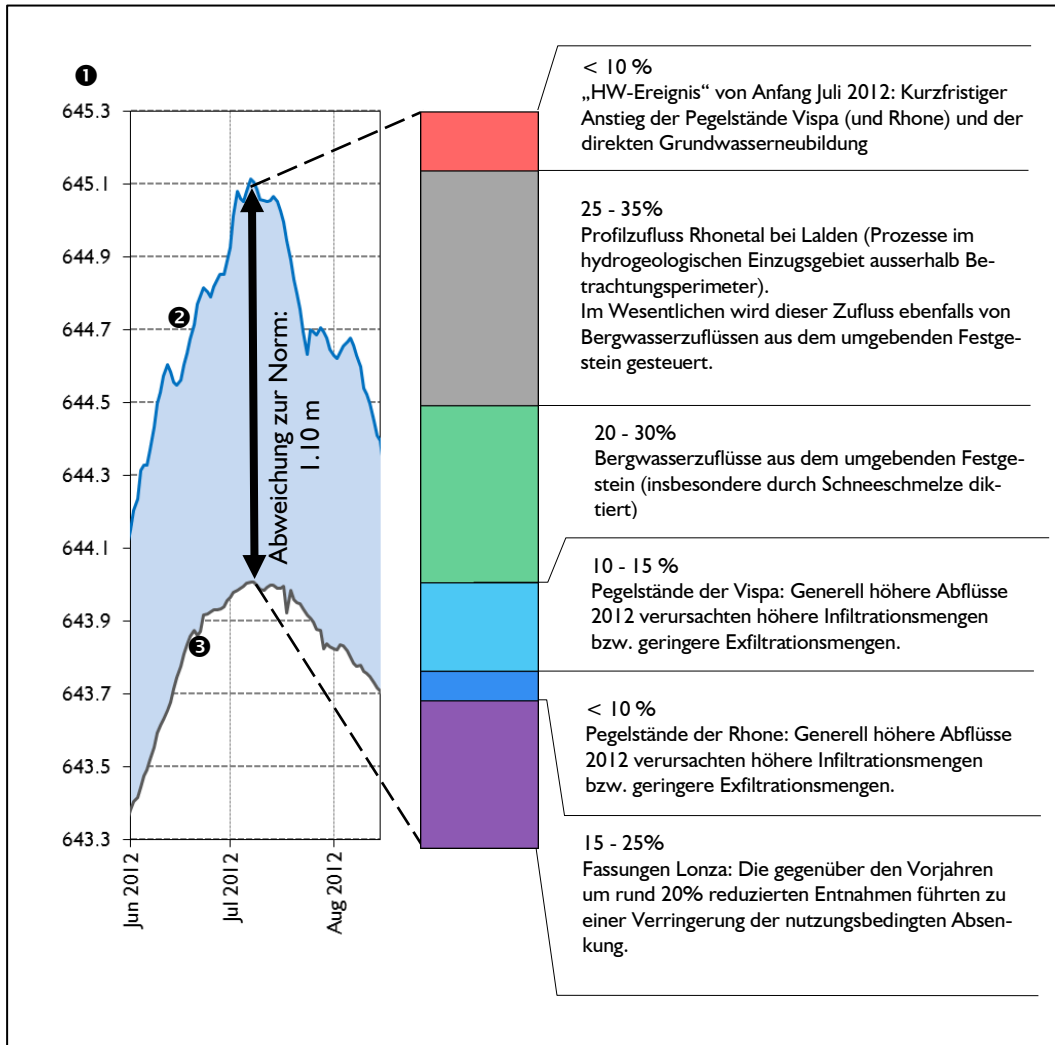 ❶
645.3
645.1
644.9
644.7
644.5
644.3
644.1
643.9
643.7
643.5
643.3
❷
❸
Abweichung zur Norm:
1.10 m
Jun 2012
Jul 2012
Aug 2012
< 10 %
„HW-Ereignis“ von Anfang Juli 2012: Kurzfristiger
Anstieg der Pegelstände Vispa (und Rhone) und der
direkten Grundwasserneubildung
25 - 35%
Profilzufluss Rhonetal bei Lalden (Prozesse im
hydrogeologischen Einzugsgebiet ausserhalb Be-
trachtungsperimeter).
Im Wesentlichen wird dieser Zufluss ebenfalls von
Bergwasserzuflüssen aus dem umgebenden Festge-
stein gesteuert.
20 - 30%
Bergwasserzuflüsse aus dem umgebenden Festge-
stein (insbesondere durch Schneeschmelze dik-
tiert)
10 - 15 %
Pegelstände der Vispa: Generell höhere Abflüsse
2012 verursachten höhere Infiltrationsmengen
bzw. geringere Exfiltrationsmengen.
< 10 %
Pegelstände der Rhone: Generell höhere Abflüsse
2012 verursachten höhere Infiltrationsmengen
bzw. geringere Exfiltrationsmengen.
15 - 25%
Fassungen Lonza: Die gegenüber den Vorjahren
um rund 20% reduzierten Entnahmen führten zu
einer Verringerung der nutzungsbedingten Absen-
kung.